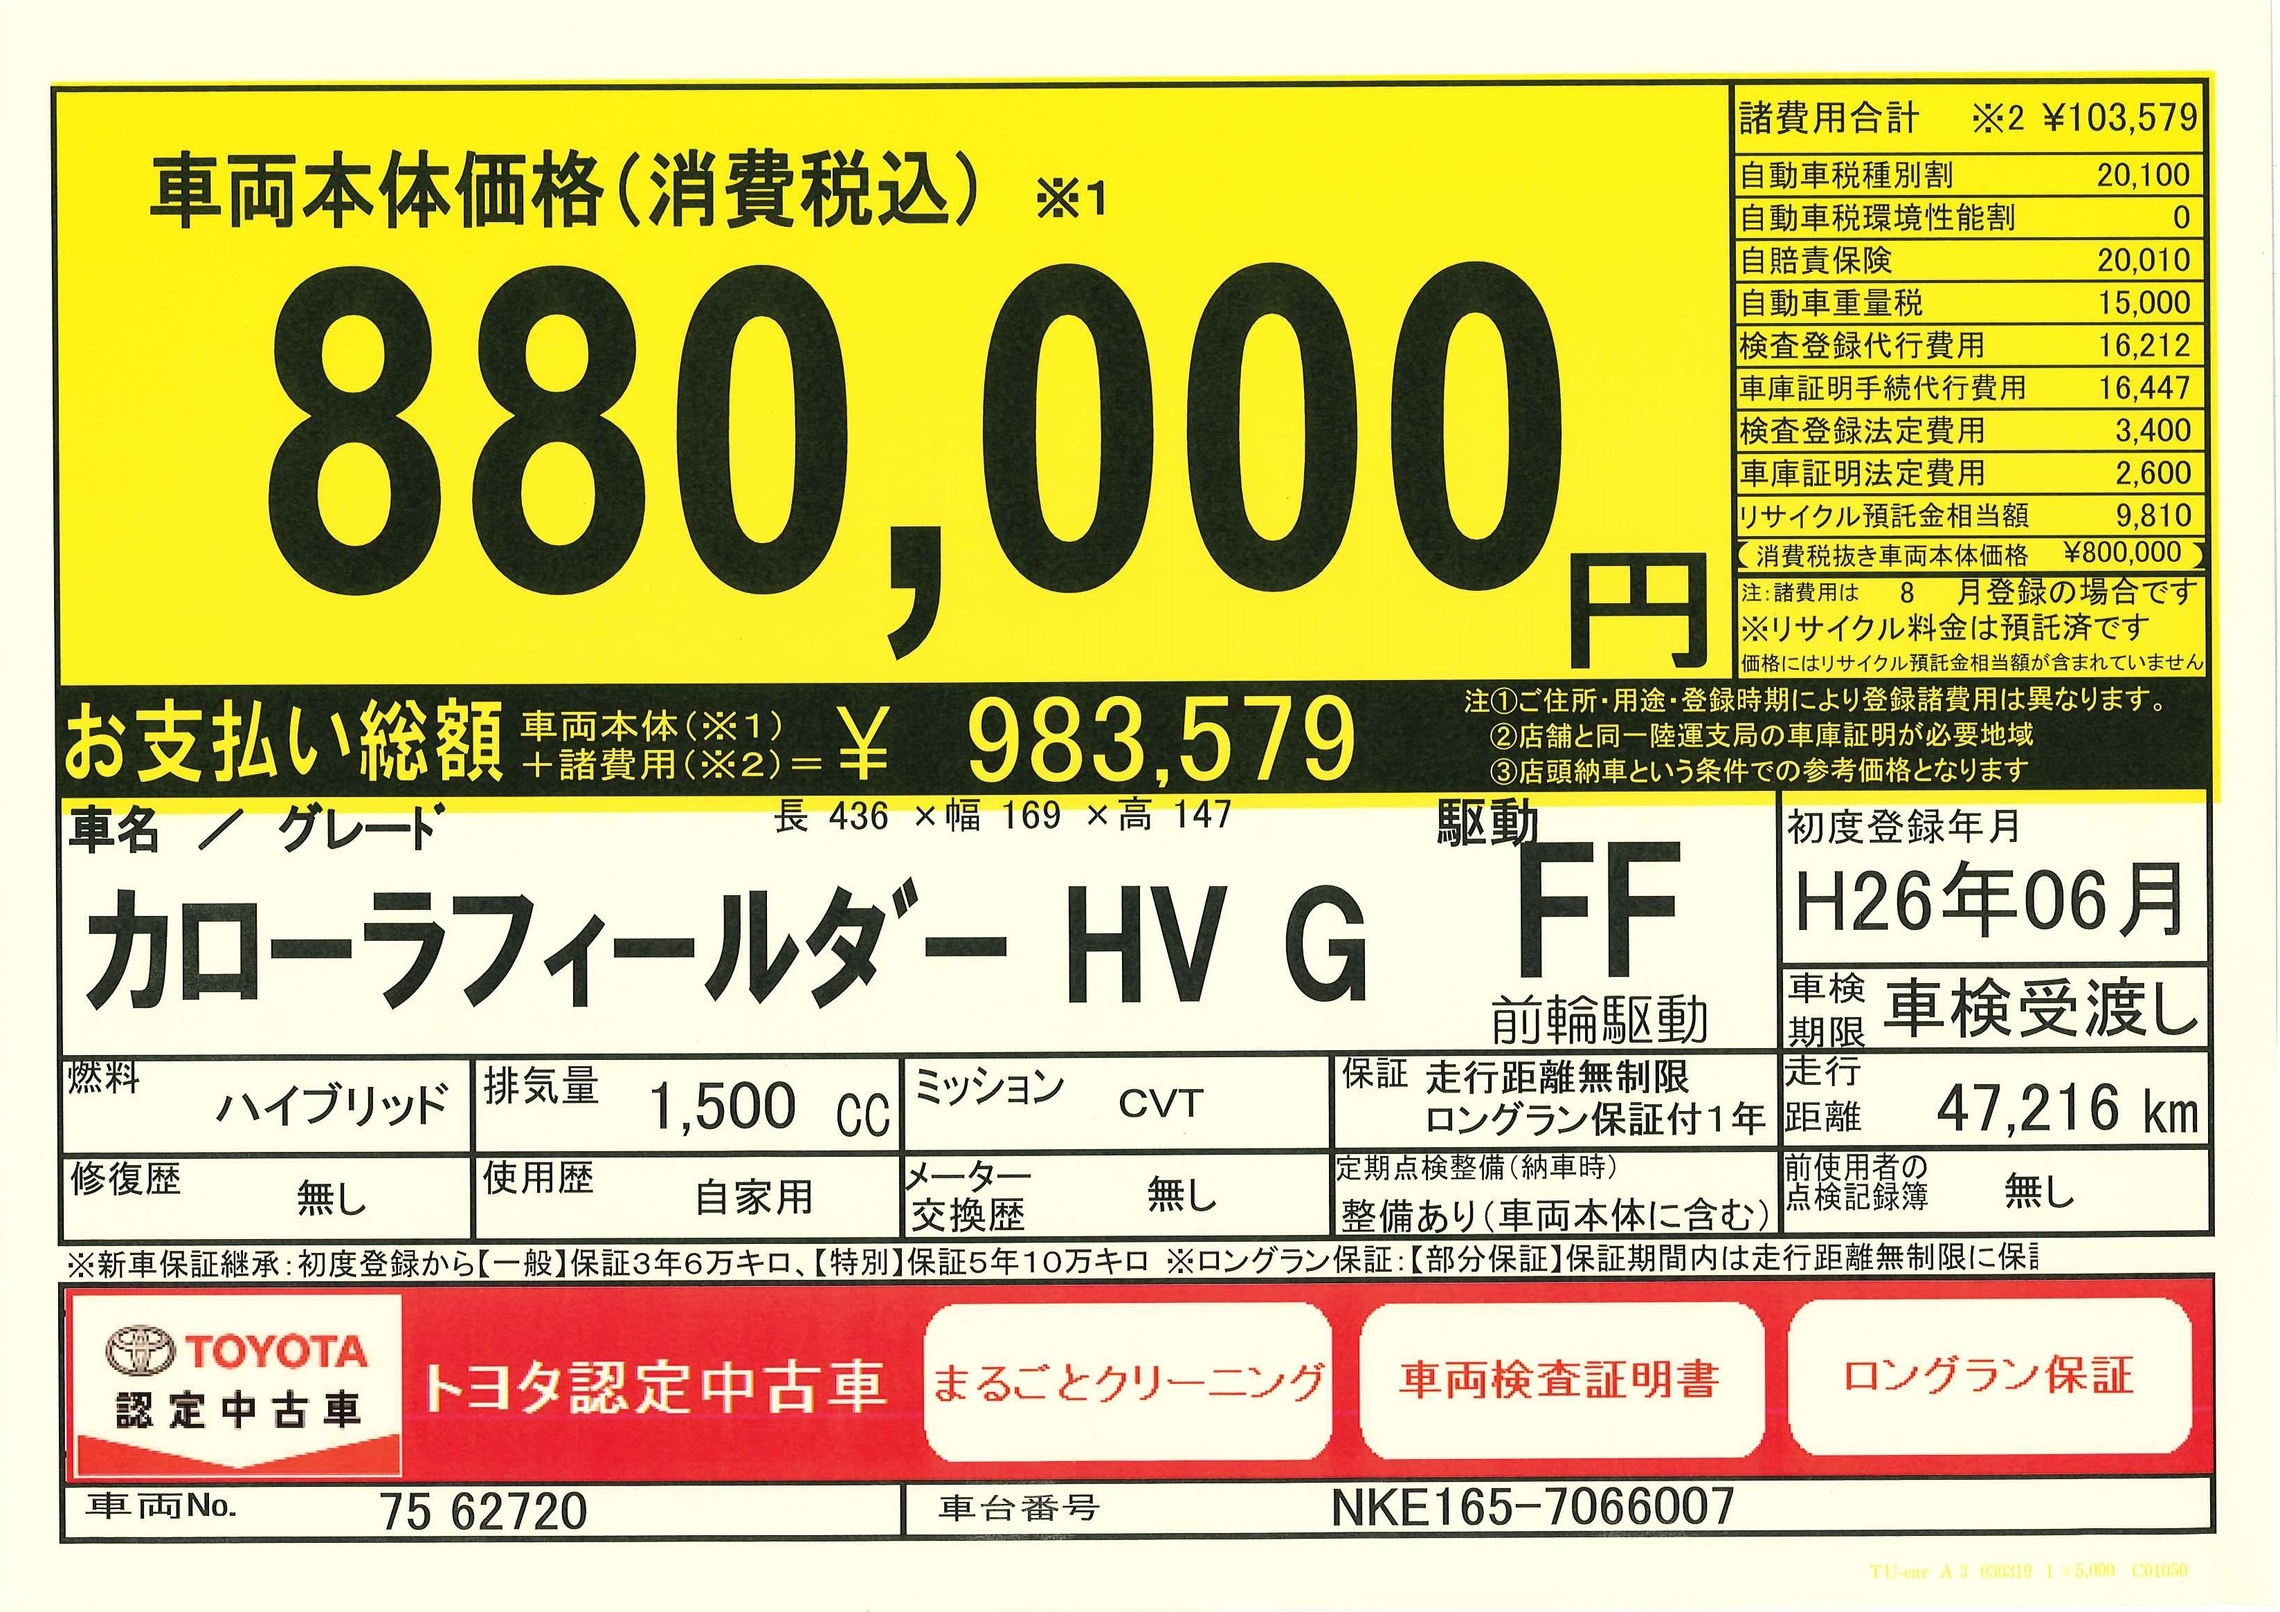 車両本体価格(消費税込) ※1
880,000円
諸費用合計 ※2 ¥103,579
自動車税種別割 20,100
自動車税環境性能割 0
自賠責保険 20,010
自動車重量税 15,000
検査登録代行費用 16,212
車庫証明手続代行費用 16,447
検査登録法定費用 3,400
車庫証明法定費用 2,600
リサイクル預託金相当額 9,810
( 消費税抜き車両本体価格 ¥800,000 )
注:諸費用は 8 月登録の場合です
※リサイクル料金は預託済です
価格にはリサイクル預託金相当額が含まれていません
お支払い総額 車両本体(※1)
+諸費用(※2)= ¥ 983,579
注①ご住所・用途・登録時期により登録諸費用は異なります。
②店舗と同一陸運支局の車庫証明が必要地域
③店頭納車という条件での参考価格となります
車名 / グレード 長 436 ×幅 169 ×高 147
カローラフィールダー HV G
駆動 FF
前輪駆動
初度登録年月
H26年06月
車検期限 車検受渡し
燃料 ハイブリッド
排気量 1,500 CC
ミッション CVT
保証 走行距離無制限
ロングラン保証付1年
走行距離 47,216 km
修復歴 無し
使用歴 自家用
メーター交換歴 無し
定期点検整備(納車時)
整備あり(車両本体に含む)
前使用者の点検記録簿 無し
※新車保証継承:初度登録から【一般】保証3年6万キロ、【特別】保証5年10万キロ ※ロングラン保証:【部分保証】保証期間内は走行距離無制限に保
TOYOTA
認定中古車
トヨタ認定中古車
まるごとクリーニング
車両検査証明書
ロングラン保証
車両No. 75 62720
車台番号 NKE165-7066007
TU-car A3 030319 1×5,000 C01050